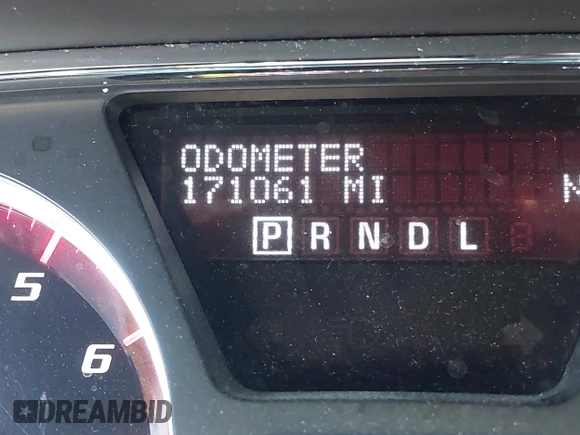 ODOMETER
171061 MI N
P R N D L
5
6
DREAMBID